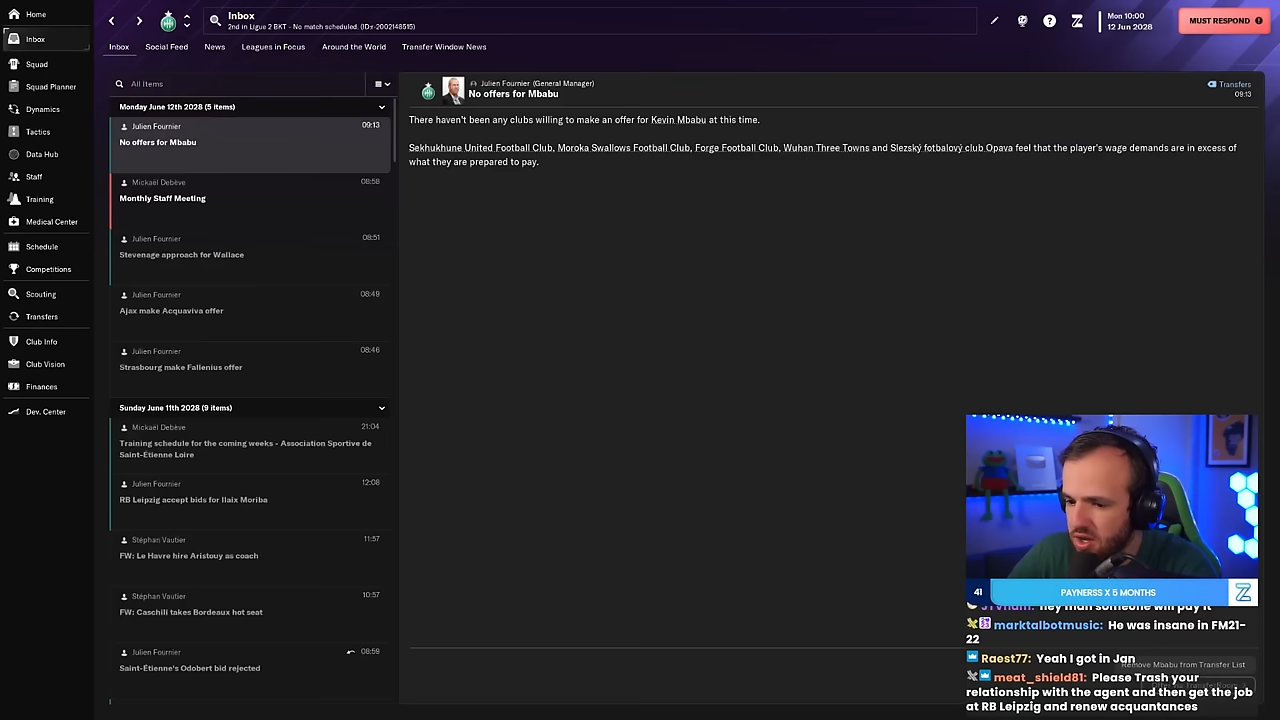 Home
Inbox
Squad
Squad Planner
Dynamics
Tactics
Data Hub
Staff
Training
Medical Center
Schedule
Competitions
Scouting
Transfers
Club Info
Club Vision
Finances
Dev. Center
Inbox
2nd in Ligue 2 BKT - No match scheduled. (ID:r-2002148515)
Mon 10:00
12 Jun 2028
MUST RESPOND
Inbox
Social Feed
News
Leagues in Focus
Around the World
Transfer Window News
All Items
Monday June 12th 2028 (5 items)
Julien Fournier 09:13
No offers for Mbabu
Mickaël Debève 08:58
Monthly Staff Meeting
Julien Fournier 08:51
Stevenage approach for Wallace
Julien Fournier 08:49
Ajax make Acquaviva offer
Julien Fournier 08:46
Strasbourg make Fallenius offer
Sunday June 11th 2028 (9 items)
Mickaël Debève 21:04
Training schedule for the coming weeks - Association Sportive de
Saint-Étienne Loire
Julien Fournier 12:08
RB Leipzig accept bids for Ilaix Moriba
Stéphan Vautier 11:57
FW: Le Havre hire Aristouy as coach
Stéphan Vautier 10:57
FW: Caschili takes Bordeaux hot seat
Julien Fournier 08:59
Saint-Étienne's Odobert bid rejected
Julien Fournier (General Manager)
No offers for Mbabu
Transfers
09:13
There haven't been any clubs willing to make an offer for Kevin Mbabu at this time.
Sekhukhune United Football Club, Moroka Swallows Football Club, Forge Football Club, Wuhan Three Towns and Slezský fotbalový club Opava feel that the player's wage demands are in excess of
what they are prepared to pay.
41 PAYNERSS X 5 MONTHS
hey man someone will pay it
marktalbotmusic: He was insane in FM21-
22
Raest77: Yeah I got in Jan
Remove Mbabu from Transfer List
meat_shield81: Please Trash your
relationship with the agent and then get the job
at RB Leipzig and renew acquantances